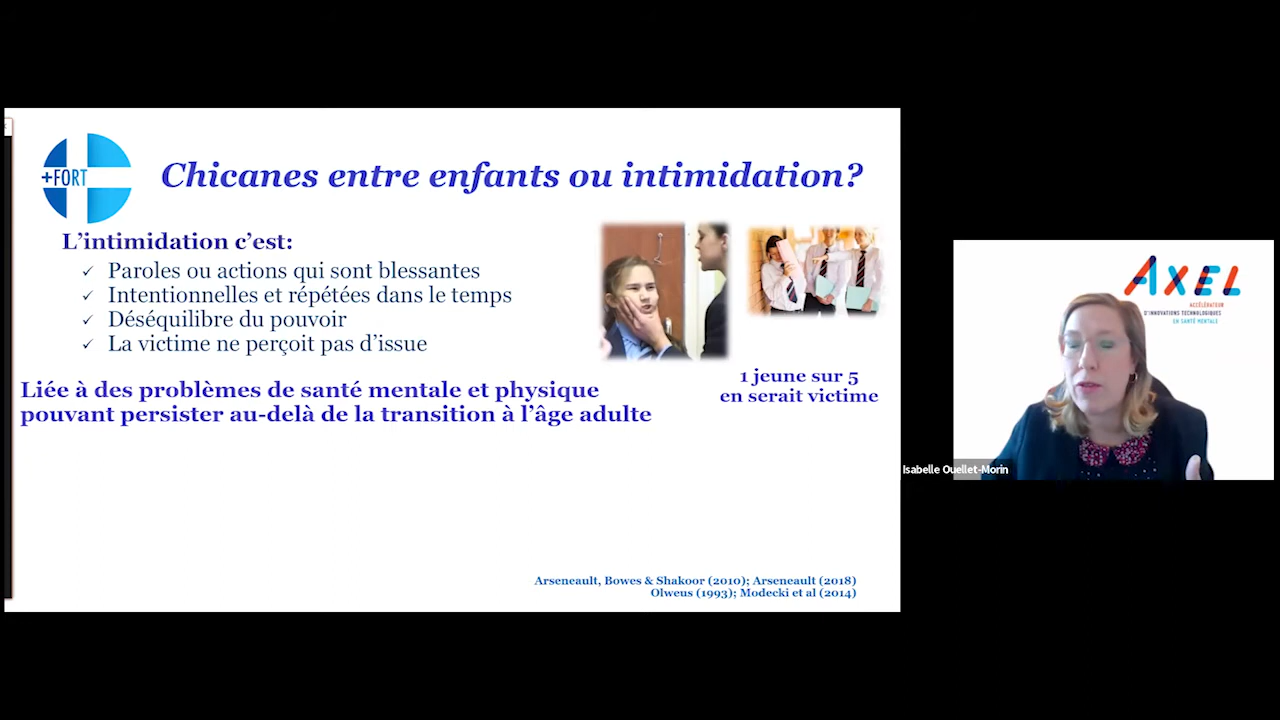 +FORT
Chicanes entre enfants ou intimidation?
L'intimidation c'est:
✓ Paroles ou actions qui sont blessantes
✓ Intentionnelles et répétées dans le temps
✓ Déséquilibre du pouvoir
✓ La victime ne perçoit pas d'issue
Liée à des problèmes de santé mentale et physique
pouvant persister au-delà de la transition à l'âge adulte
1 jeune sur 5
en serait victime
Arseneault, Bowes & Shakoor (2010); Arseneault (2018)
Olweus (1993); Modecki et al (2014)
AXEL
ACCÉLÉRATEUR
D'INNOVATIONS TECHNOLOGIQUES
EN SANTÉ MENTALE
Isabelle Ouellet-Morin